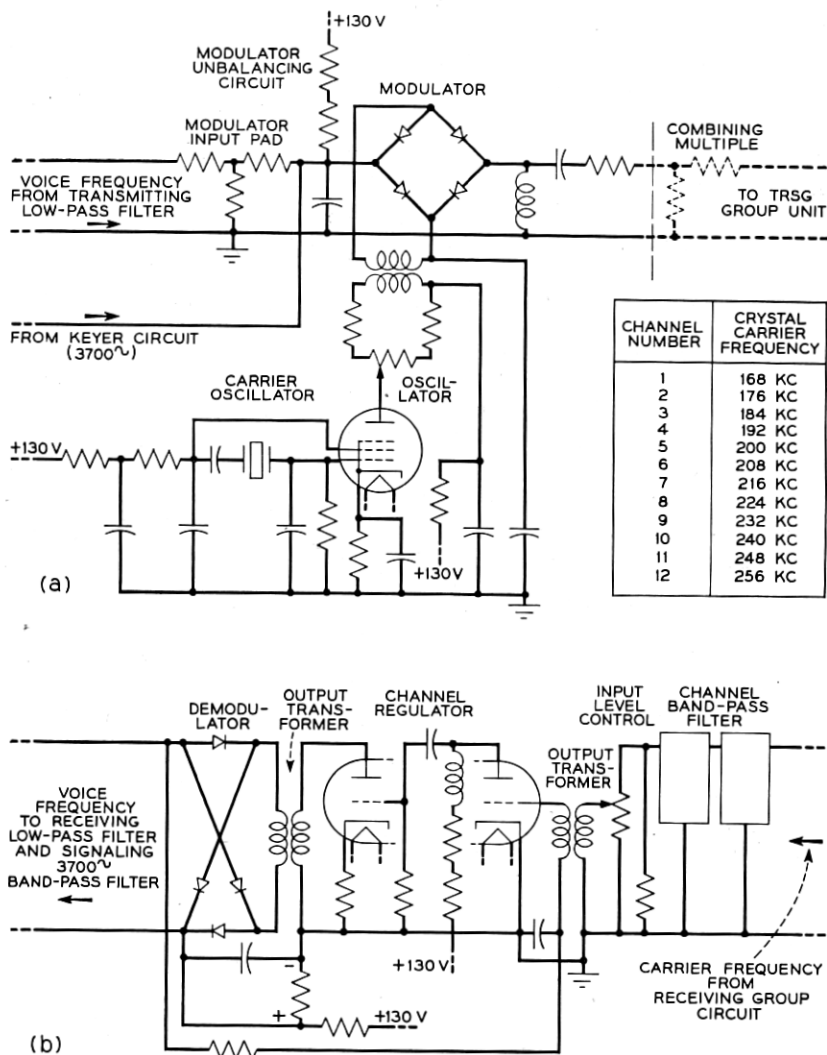 +130 V
MODULATOR
UNBALANCING
CIRCUIT
MODULATOR
MODULATOR
INPUT PAD
COMBINING
MULTIPLE
VOICE FREQUENCY
FROM TRANSMITTING
LOW-PASS FILTER
TO TRSG
GROUP UNIT
FROM KEYER CIRCUIT
(3700~)
CARRIER
OSCILLATOR
OSCIL-
LATOR
+130 V
+130 V
(a)
CHANNEL
NUMBER
CRYSTAL
CARRIER
FREQUENCY
1 168 KC
2 176 KC
3 184 KC
4 192 KC
5 200 KC
6 208 KC
7 216 KC
8 224 KC
9 232 KC
10 240 KC
11 248 KC
12 256 KC
DEMODU-
LATOR
OUTPUT
TRANS-
FORMER
CHANNEL
REGULATOR
INPUT
LEVEL
CONTROL
CHANNEL
BAND-PASS
FILTER
OUTPUT
TRANS-
FORMER
VOICE
FREQUENCY
TO RECEIVING
LOW-PASS FILTER
AND SIGNALING
3700~
BAND-PASS FILTER
-
+
+130 V
+130 V
CARRIER FREQUENCY
FROM
RECEIVING GROUP
CIRCUIT
(b)